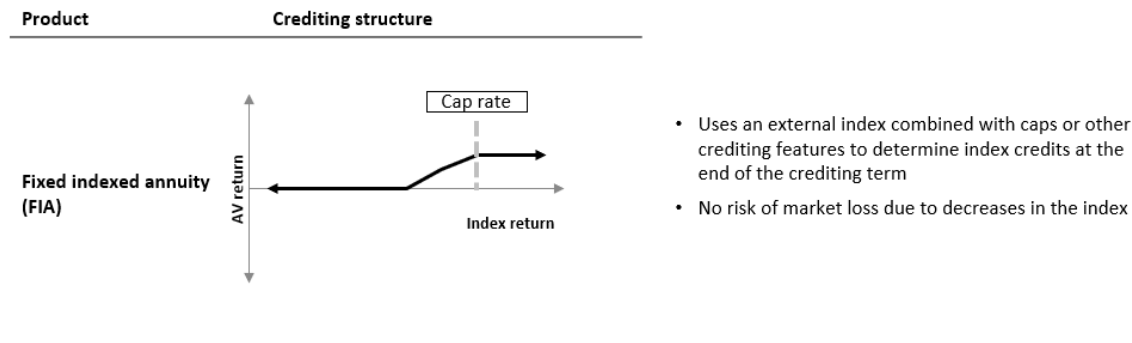 Product
Crediting structure
Cap rate
AV return
Index return
Fixed indexed annuity
(FIA)
• Uses an external index combined with caps or other
crediting features to determine index credits at the
end of the crediting term
• No risk of market loss due to decreases in the index